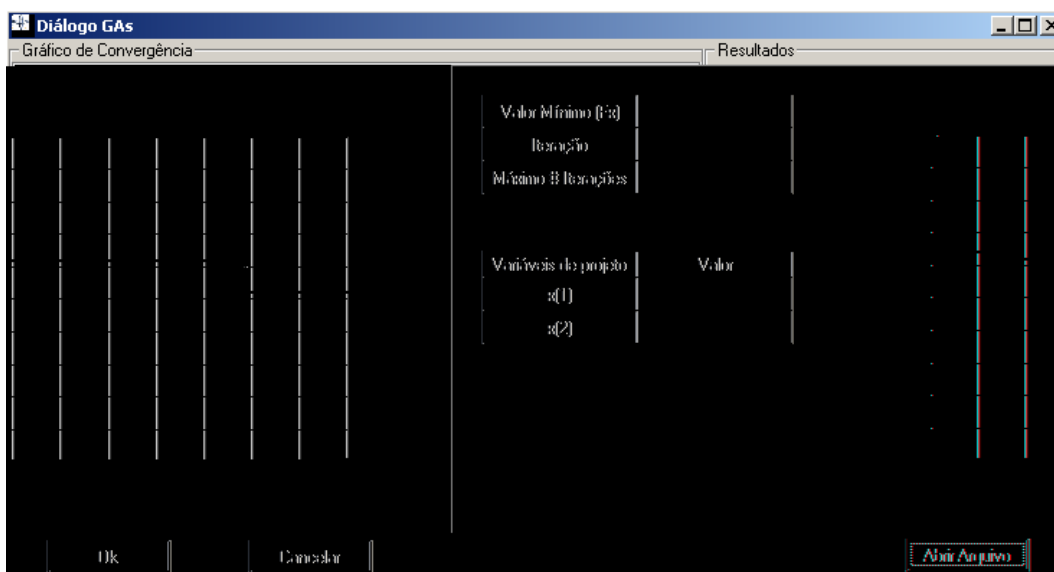 Diálogo GAs
Gráfico de Convergência
Resultados
Valor Mínimo (Fx)
Iteração
Máximo B Iterações
Variáveis de projeto Valor
x(1)
x(2)
Ok Cancelar Abrir Arquivo